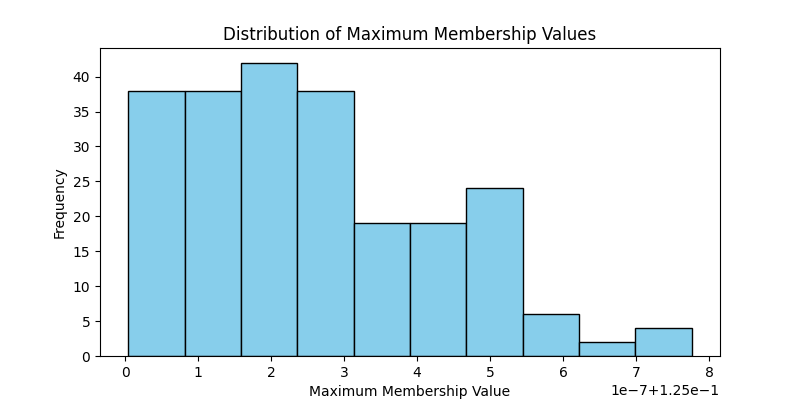 Distribution of Maximum Membership Values
Frequency
40
35
30
25
20
15
10
5
0
0 1 2 3 4 5 6 7 8
Maximum Membership Value
1e−7+1.25e−1